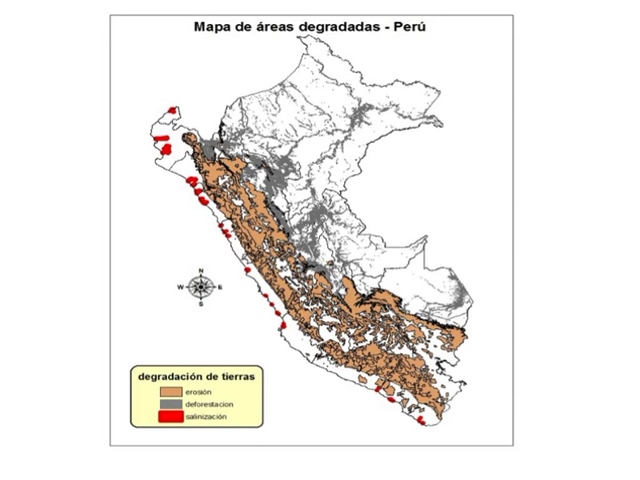 Mapa de áreas degradadas - Perú
N
W
E
S
degradación de tierras
erosión
deforestacion
salinización